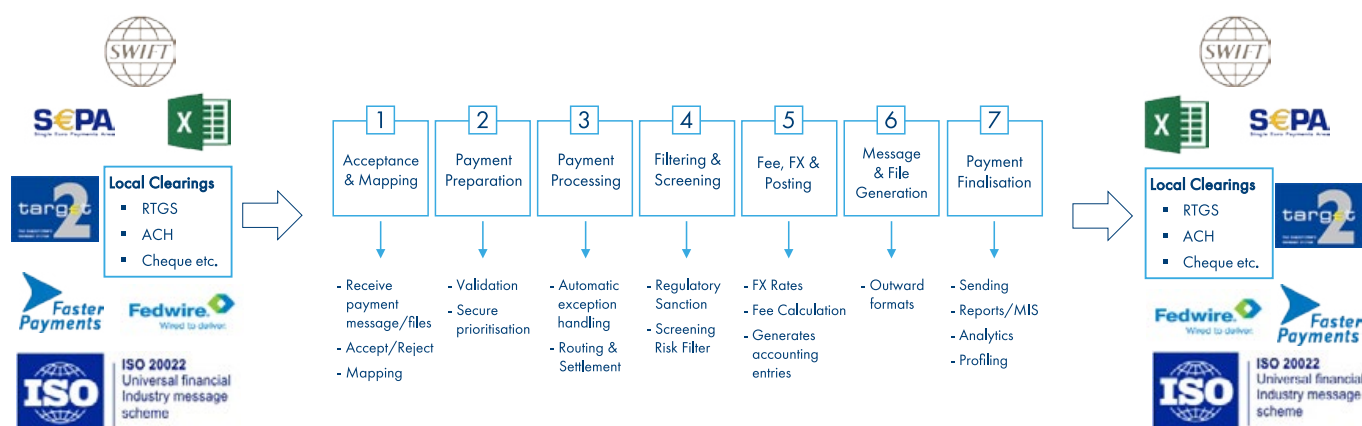 SWIFT
S€PA
Single Euro Payments Area
X
target
2
Local Clearings
▪ RTGS
▪ ACH
▪ Cheque etc.
Faster
Payments
Fedwire.
Wired to deliver.
ISO
ISO 20022
Universal financial
Industry message
scheme
1
Acceptance
& Mapping
- Receive
payment
message/files
- Accept/Reject
- Mapping
2
Payment
Preparation
- Validation
- Secure
prioritisation
3
Payment
Processing
- Automatic
exception
handling
- Routing &
Settlement
4
Filtering &
Screening
- Regulatory
Sanction
- Screening
Risk Filter
5
Fee, FX &
Posting
- FX Rates
- Fee Calculation
- Generates
accounting
entries
6
Message
& File
Generation
- Outward
formats
7
Payment
Finalisation
- Sending
- Reports/MIS
- Analytics
- Profiling
SWIFT
X
S€PA
Single Euro Payments Area
Local Clearings
▪ RTGS
▪ ACH
▪ Cheque etc.
target
2
Fedwire.
Wired to deliver.
Faster
Payments
ISO
ISO 20022
Universal financial
Industry message
scheme